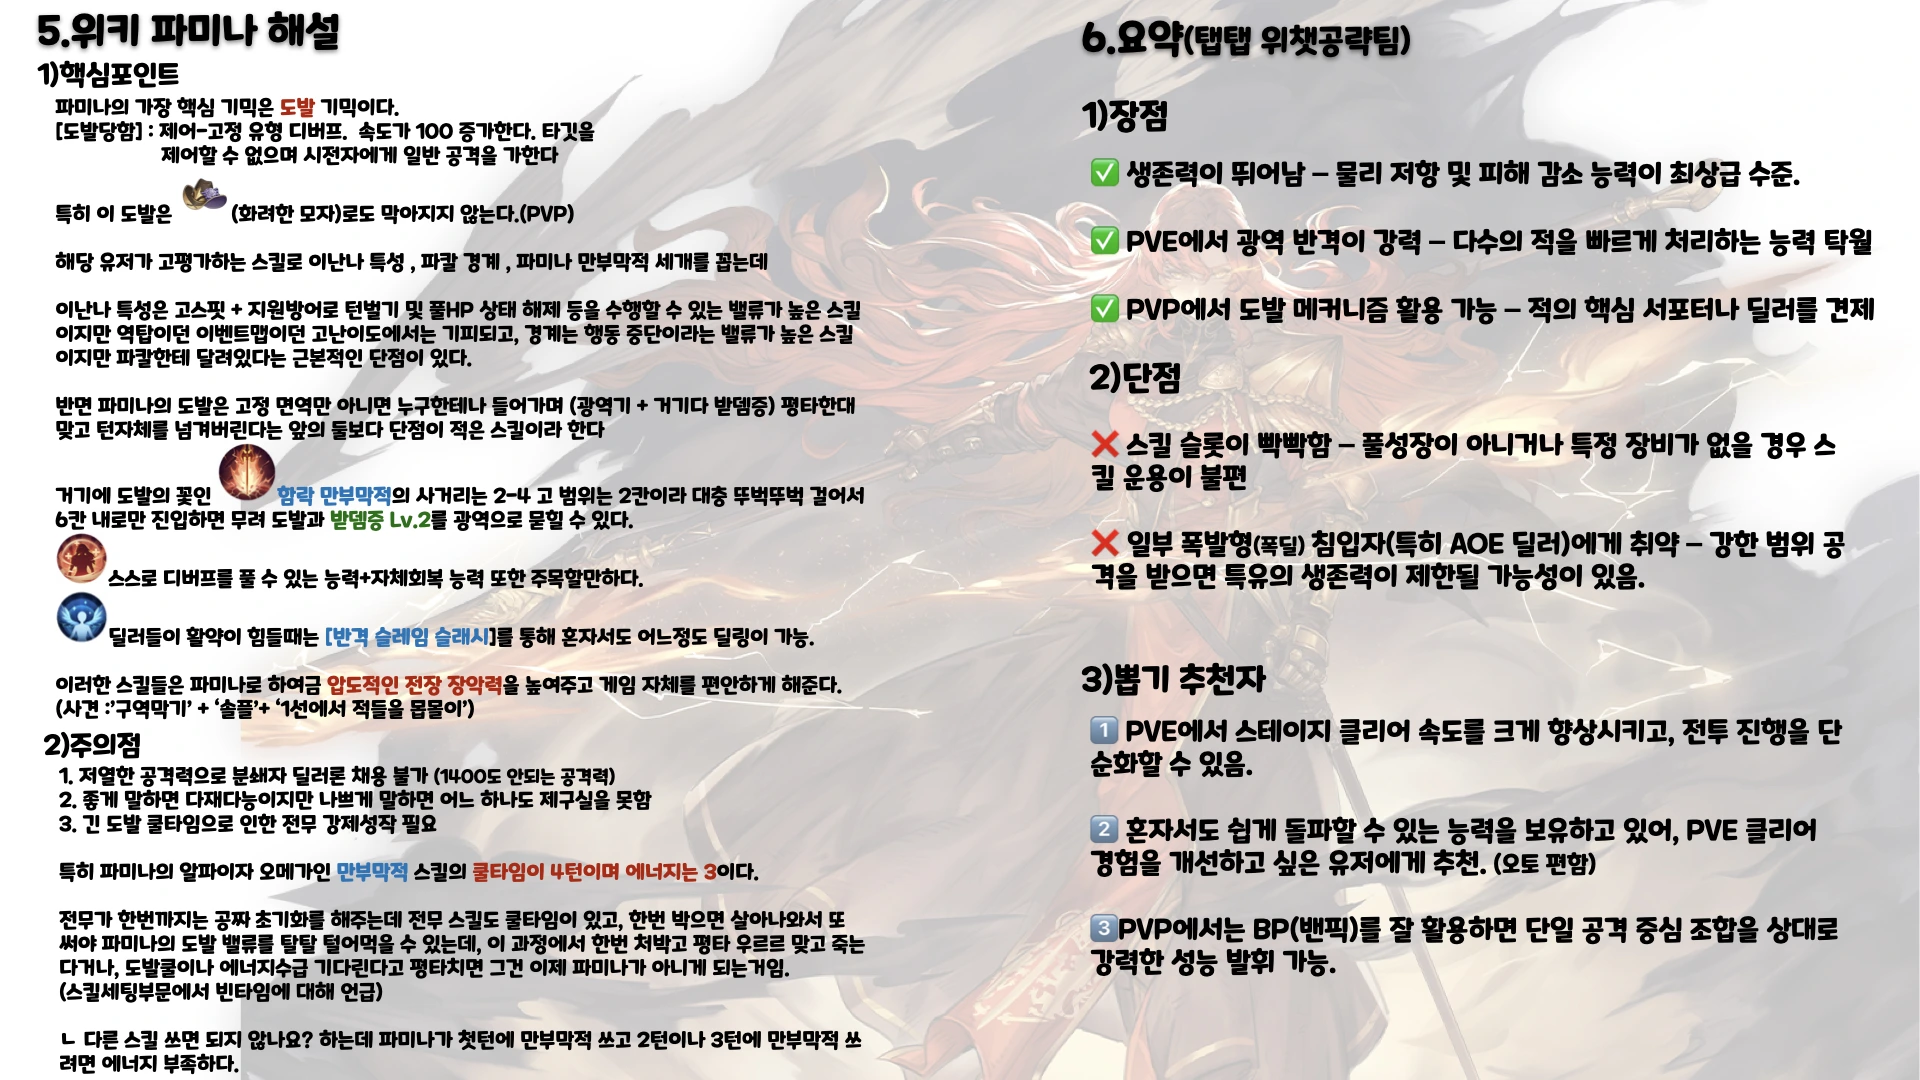 5.위키 파미나 해설
1)핵심포인트
파미나의 가장 핵심 기믹은 도발 기믹이다.
[도발당함] : 제어-고정 유형 디버프. 속도가 100 증가한다. 타깃을
제어할 수 없으며 시전자에게 일반 공격을 가한다
특히 이 도발은 (화려한 모자)로도 막아지지 않는다.(PVP)
해당 유저가 고평가하는 스킬로 이난나 특성 , 파칼 경계 , 파미나 만부막적 세개를 꼽는데
이난나 특성은 고스핏 + 지원방어로 턴벌기 및 풀HP 상태 해제 등을 수행할 수 있는 밸류가 높은 스킬
이지만 역탑이던 이벤트맵이던 고난이도에서는 기피되고, 경계는 행동 중단이라는 밸류가 높은 스킬
이지만 파칼한테 달려있다는 근본적인 단점이 있다.
반면 파미나의 도발은 고정 면역만 아니면 누구한테나 들어가며 (광역기 + 거기다 받뎀증) 평타한대
맞고 턴자체를 넘겨버린다는 앞의 둘보다 단점이 적은 스킬이라 한다
거기에 도발의 꽃인 함락 만부막적의 사거리는 2-4 고 범위는 2칸이라 대충 뚜벅뚜벅 걸어서
6칸 내로만 진입하면 무려 도발과 받뎀증 Lv.2를 광역으로 묻힐 수 있다.
스스로 디버프를 풀 수 있는 능력+자체회복 능력 또한 주목할만하다.
딜러들이 활약이 힘들때는 [반격 슬레임 슬래시]를 통해 혼자서도 어느정도 딜링이 가능.
이러한 스킬들은 파미나로 하여금 압도적인 전장 장악력을 높여주고 게임 자체를 편안하게 해준다.
(사견 :'구역막기' + '솔플'+ '1선에서 적들을 몹몰이')
2)주의점
1. 저열한 공격력으로 분쇄자 딜러론 채용 불가 (1400도 안되는 공격력)
2. 좋게 말하면 다재다능이지만 나쁘게 말하면 어느 하나도 제구실을 못함
3. 긴 도발 쿨타임으로 인한 전무 강제성작 필요
특히 파미나의 알파이자 오메가인 만부막적 스킬의 쿨타임이 4턴이며 에너지는 3이다.
전무가 한번까지는 공짜 초기화를 해주는데 전무 스킬도 쿨타임이 있고, 한번 박으면 살아나와서 또
써야 파미나의 도발 밸류를 탈탈 털어먹을 수 있는데, 이 과정에서 한번 처박고 평타 우르르 맞고 죽는
다거나, 도발쿨이나 에너지수급 기다린다고 평타치면 그건 이제 파미나가 아니게 되는거임.
(스킬세팅부문에서 빈타임에 대해 언급)
ㄴ 다른 스킬 쓰면 되지 않나요? 하는데 파미나가 첫턴에 만부막적 쓰고 2턴이나 3턴에 만부막적 쓰
려면 에너지 부족하다.
6.요약(탭탭 위챗공략팀)
1)장점
✅ 생존력이 뛰어남 – 물리 저항 및 피해 감소 능력이 최상급 수준.
✅ PVE에서 광역 반격이 강력 – 다수의 적을 빠르게 처리하는 능력 탁월
✅ PVP에서 도발 메커니즘 활용 가능 – 적의 핵심 서포터나 딜러를 견제
2)단점
❌ 스킬 슬롯이 빡빡함 – 풀성장이 아니거나 특정 장비가 없을 경우 스
킬 운용이 불편
❌ 일부 폭발형(폭딜) 침입자(특히 AOE 딜러)에게 취약 – 강한 범위 공
격을 받으면 특유의 생존력이 제한될 가능성이 있음.
3)뽑기 추천자
1️⃣ PVE에서 스테이지 클리어 속도를 크게 향상시키고, 전투 진행을 단
순화할 수 있음.
2️⃣ 혼자서도 쉽게 돌파할 수 있는 능력을 보유하고 있어, PVE 클리어
경험을 개선하고 싶은 유저에게 추천. (오토 편함)
3️⃣PVP에서는 BP(밴픽)를 잘 활용하면 단일 공격 중심 조합을 상대로
강력한 성능 발휘 가능.